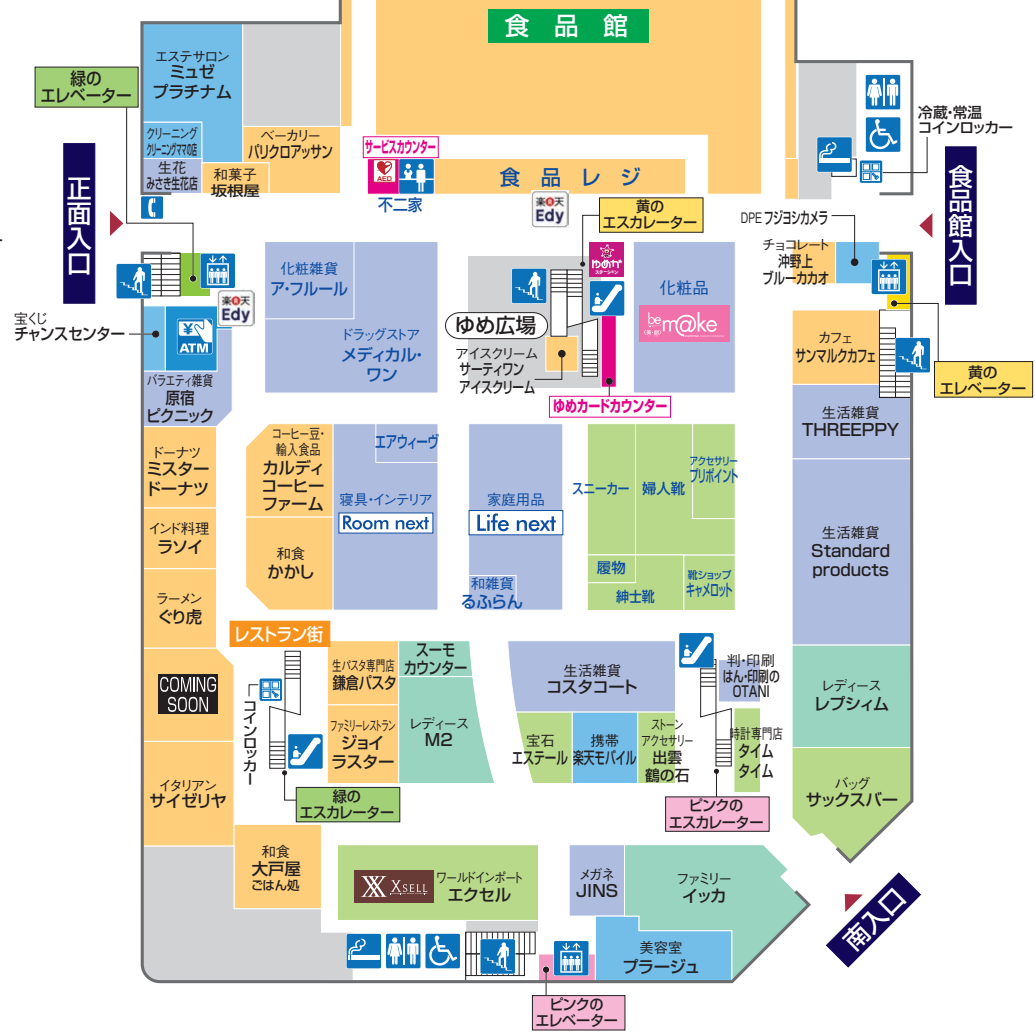 食品館
エステサロン
ミュゼ
プラチナム
緑の
エレベーター
クリーニング
クリーニングママの店
ベーカリー
パリクロアッサン
生花
みさき生花店
和菓子
坂根屋
サービスカウンター
AED
不二家
食品レジ
楽天
Edy
黄の
エスカレーター
冷蔵・常温
コインロッカー
正面入口
食品館入口
DPE フジヨシカメラ
チョコレート
沖野上
ブルーカカオ
宝くじ
チャンスセンター
楽天
Edy
ATM
バラエティ雑貨
原宿
ピクニック
化粧雑貨
ア・フルール
ドラッグストア
メディカル・
ワン
ゆめか
ステーション
ゆめ広場
アイスクリーム
サーティワン
アイスクリーム
ゆめカードカウンター
化粧品
be
m@ke
カフェ
サンマルクカフェ
黄の
エレベーター
生活雑貨
THREEPPY
ドーナツ
ミスター
ドーナツ
コーヒー豆・
輸入食品
カルディ
コーヒー
ファーム
エアウィーヴ
寝具・インテリア
Room next
家庭用品
Life next
和雑貨
るふらん
スニーカー
婦人靴
アクセサリー
プリポイント
履物
紳士靴
靴ショップ
キャメロット
生活雑貨
Standard
products
インド料理
ラソイ
和食
かかし
ラーメン
ぐり虎
レストラン街
COMING
SOON
コインロッカー
生パスタ専門店
鎌倉パスタ
スーモ
カウンター
ファミリーレストラン
ジョイ
ラスター
レディース
M2
緑の
エスカレーター
生活雑貨
コスタコート
宝石
エステール
携帯
楽天モバイル
ストーン
アクセサリー
出雲
鶴の石
判・印刷
はん・印刷の
OTANI
時計専門店
タイム
タイム
ピンクの
エスカレーター
レディース
レプシィム
バッグ
サックスバー
イタリアン
サイゼリヤ
和食
大戸屋
ごはん処
XSELL
ワールドインポート
エクセル
メガネ
JINS
ファミリー
イッカ
美容室
プラージュ
南入口
ピンクの
エレベーター